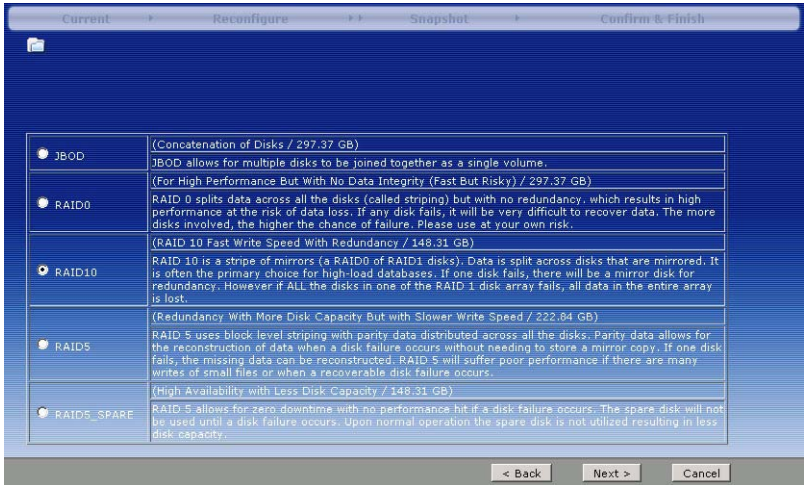 Current Reconfigure Snapshot Confirm & Finish
JBOD
(Concatenation of Disks / 297.37 GB)
JBOD allows for multiple disks to be joined together as a single volume.
RAID0
(For High Performance But With No Data Integrity (Fast But Risky) / 297.37 GB)
RAID 0 splits data across all the disks (called striping) but with no redundancy. which results in high
performance at the risk of data loss. If any disk fails, it will be very difficult to recover data. The more
disks involved, the higher the chance of failure. Please use at your own risk.
RAID10
(RAID 10 Fast Write Speed With Redundancy / 148.31 GB)
RAID 10 is a stripe of mirrors (a RAID0 of RAID1 disks). Data is split across disks that are mirrored. It
is often the primary choice for high-load databases. If one disk fails, there will be a mirror disk for
redundancy. However if ALL the disks in one of the RAID 1 disk array fails, all data in the entire array
is lost.
RAID5
(Redundancy With More Disk Capacity But with Slower Write Speed / 222.84 GB)
RAID 5 uses block level striping with parity data distributed across all the disks. Parity data allows for
the reconstruction of data when a disk failure occurs without needing to store a mirror copy. If one disk
fails, the missing data can be reconstructed. RAID 5 will suffer poor performance if there are many
writes of small files or when a recoverable disk failure occurs.
RAID5_SPARE
(High Availability with Less Disk Capacity / 148.31 GB)
RAID 5 allows for zero downtime with no performance hit if a disk failure occurs. The spare disk will not
be used until a disk failure occurs. Upon normal operation the spare disk is not utilized resulting in less
disk capacity.
< Back Next > Cancel